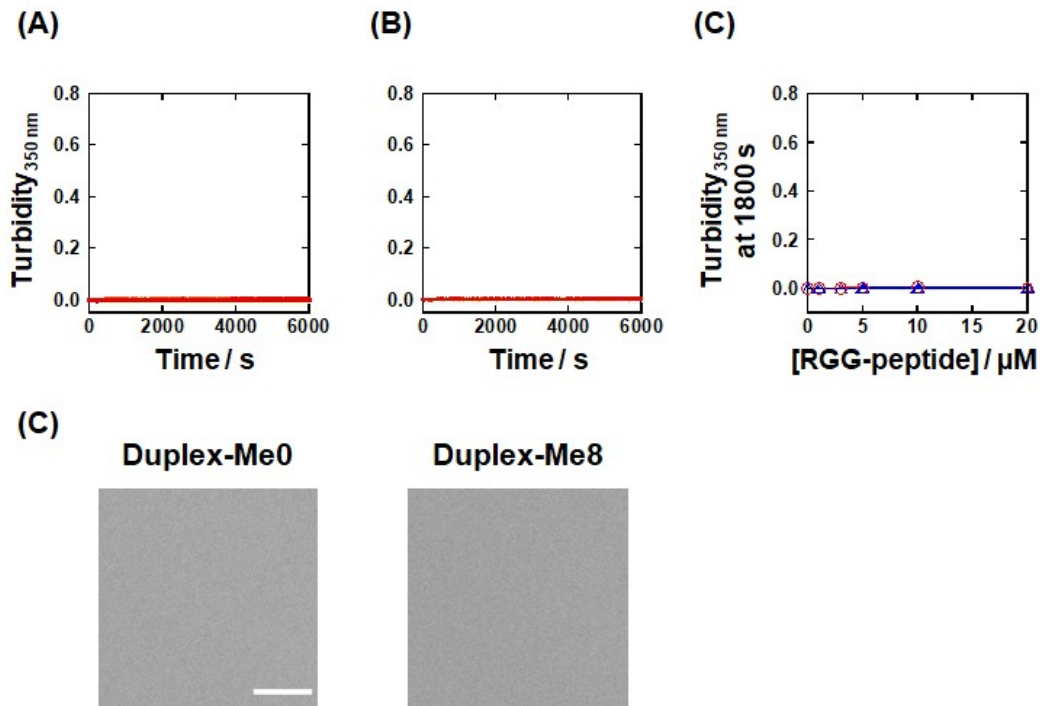 (A)
(B)
(C)
0.8
0.6
0.4
0.2
0.0
Turbidity350 nm
0 2000 4000 6000
Time / s
0.8
0.6
0.4
0.2
0.0
0 2000 4000 6000
Time / s
0.8
0.6
0.4
0.2
0.0
Turbidity350 nm
at 1800 s
0 5 10 15 20
[RGG-peptide] / µM
(C)
Duplex-Me0
Duplex-Me8